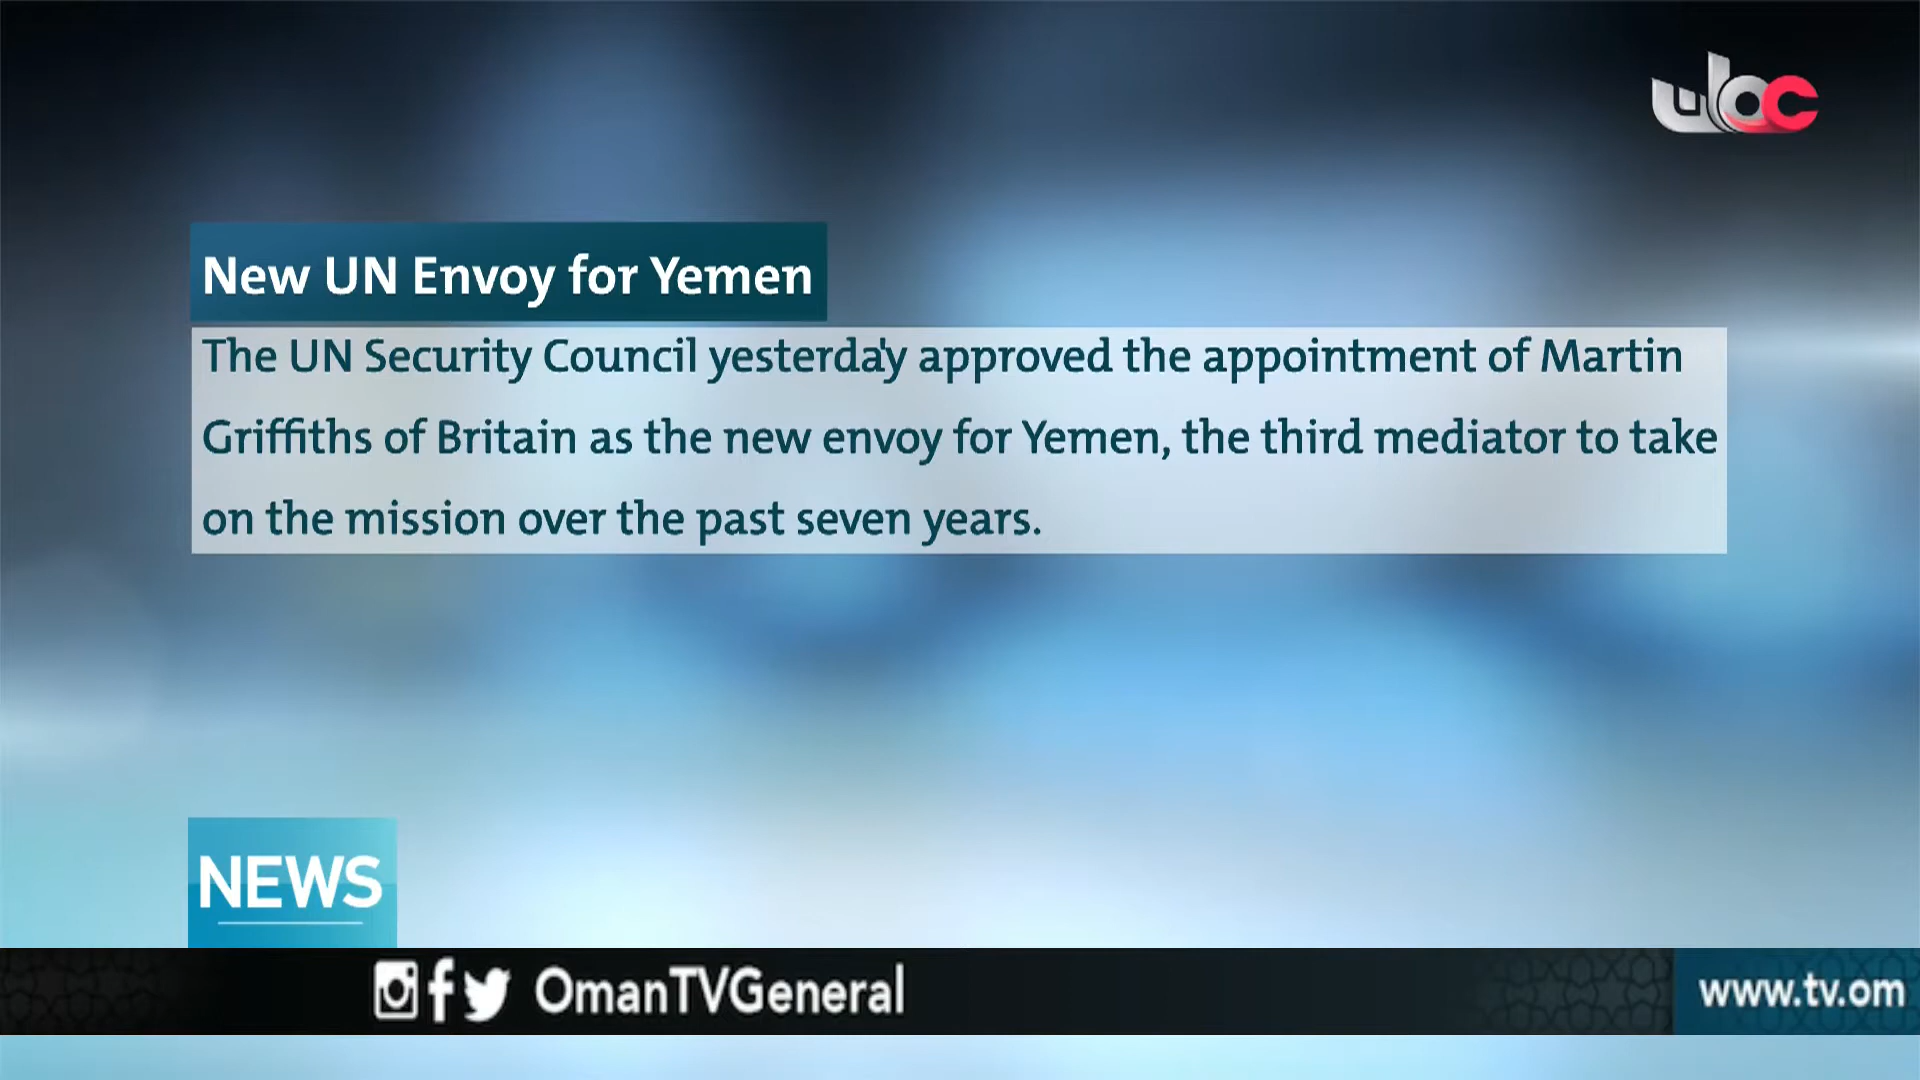 New UN Envoy for Yemen
The UN Security Council yesterday approved the appointment of Martin
Griffiths of Britain as the new envoy for Yemen, the third mediator to take
on the mission over the past seven years.
NEWS
OmanTVGeneral
www.tv.om